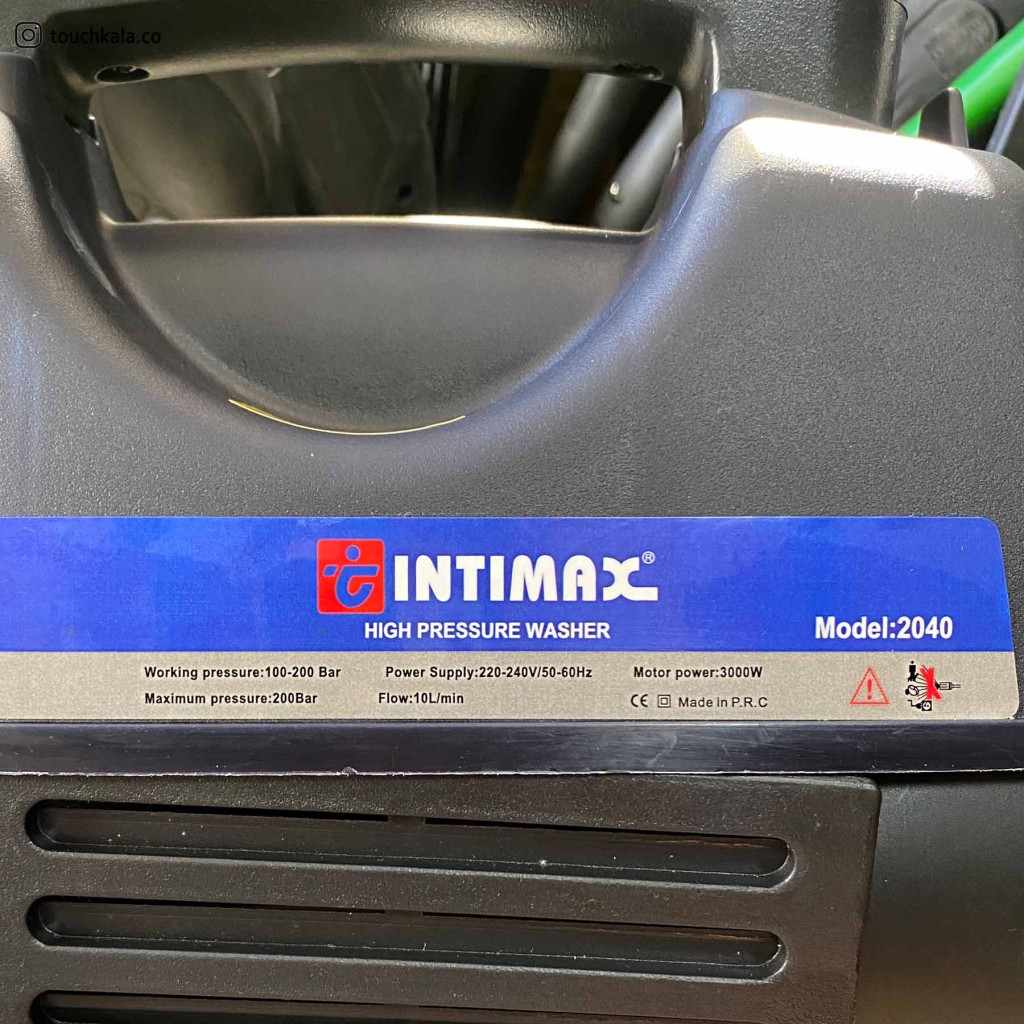 touchkala.co
INTIMAX®
HIGH PRESSURE WASHER
Model:2040
Working pressure:100-200 Bar Power Supply:220-240V/50-60Hz Motor power:3000W
Maximum pressure:200Bar Flow:10L/min CE Made in P.R.C